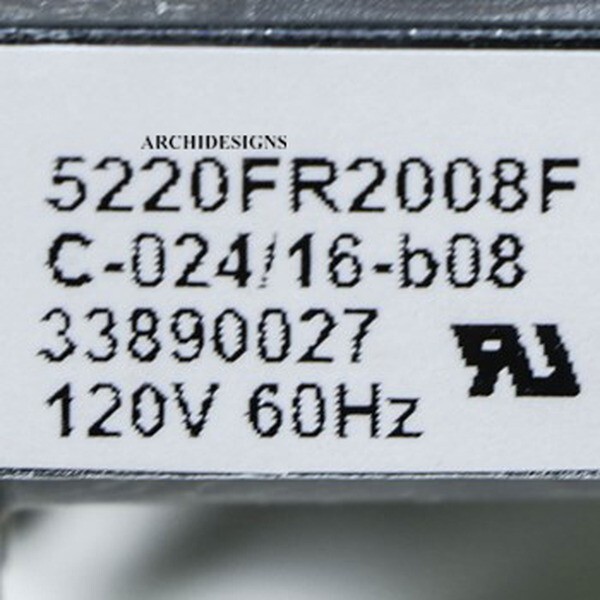 ARCHIDESIGNS
5220FR2008F
C-024/16-b08
33890027
120V 60Hz